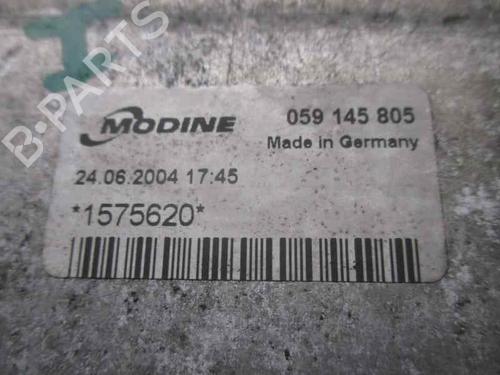 B-PARTS
MODINE
059 145 805
Made in Germany
24.06.2004 17:45
*1575620*